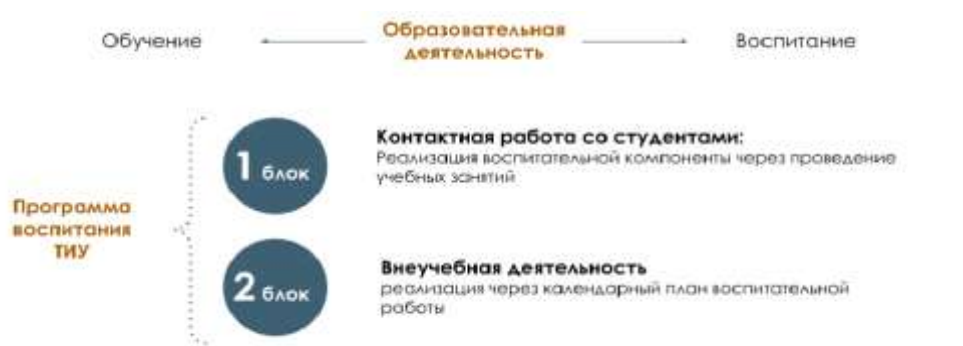 Обучение
Образовательная
деятельность
Воспитание
Программа
воспитания
ТИУ
1 блок
Контактная работа со студентами:
Реализация воспитательной компоненты через проведение
учебных занятий
2 блок
Внеучебная деятельность
реализация через календарный план воспитательной
работы